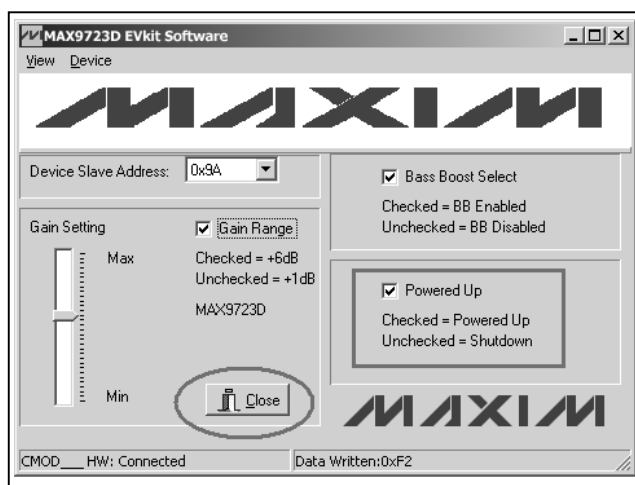 MAX9723D EVkit Software
View Device
MAXIM
Device Slave Address: 0x9A
Gain Setting
Max
Min
Gain Range
Checked = +6dB
Unchecked = +1dB
MAX9723D
Close
Bass Boost Select
Checked = BB Enabled
Unchecked = BB Disabled
Powered Up
Checked = Powered Up
Unchecked = Shutdown
MAXIM
CMOD___ HW: Connected
Data Written:0xF2